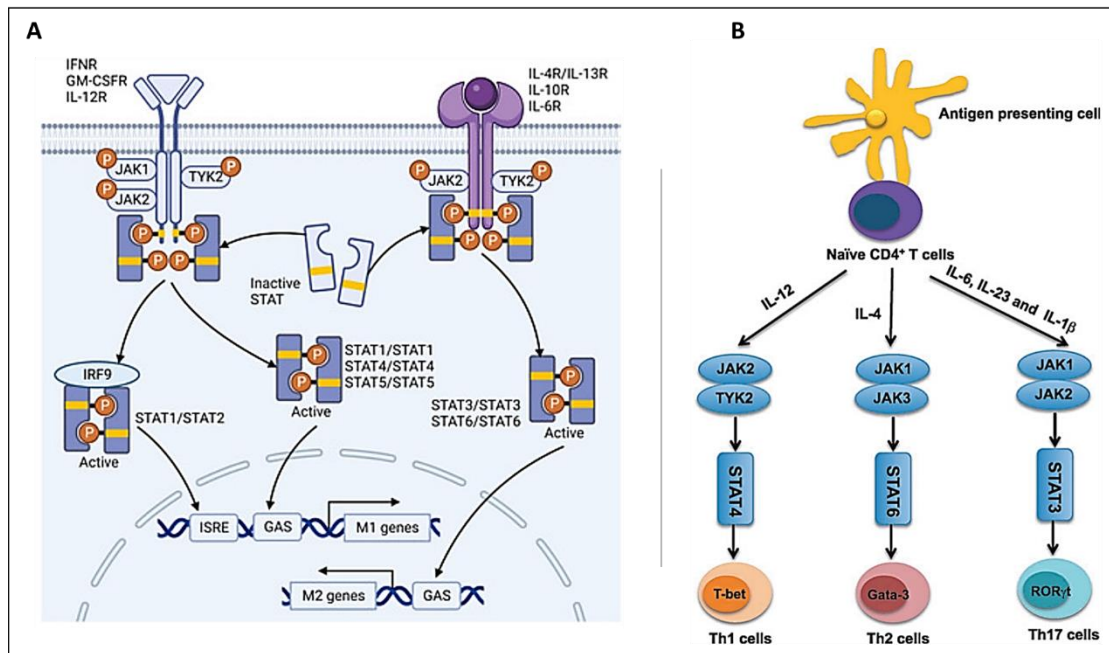 A
IFNR
GM-CSFR
IL-12R
IL-4R/IL-13R
IL-10R
IL-6R
P
JAK1
P
JAK2
TYK2
P
P
JAK2
TYK2
P
P
P
P
P
P
P
P
P
Inactive
STAT
IRF9
P
P
STAT1/STAT2
Active
P
P
STAT1/STAT1
STAT4/STAT4
STAT5/STAT5
Active
STAT3/STAT3
STAT6/STAT6
P
P
Active
ISRE
GAS
M1 genes
M2 genes
GAS
B
Antigen presenting cell
Naïve CD4⁺ T cells
IL-12
IL-4
IL-6, IL-23 and IL-1β
JAK2
TYK2
JAK1
JAK3
JAK1
JAK2
STAT4
STAT6
STAT3
T-bet
Gata-3
RORγt
Th1 cells
Th2 cells
Th17 cells